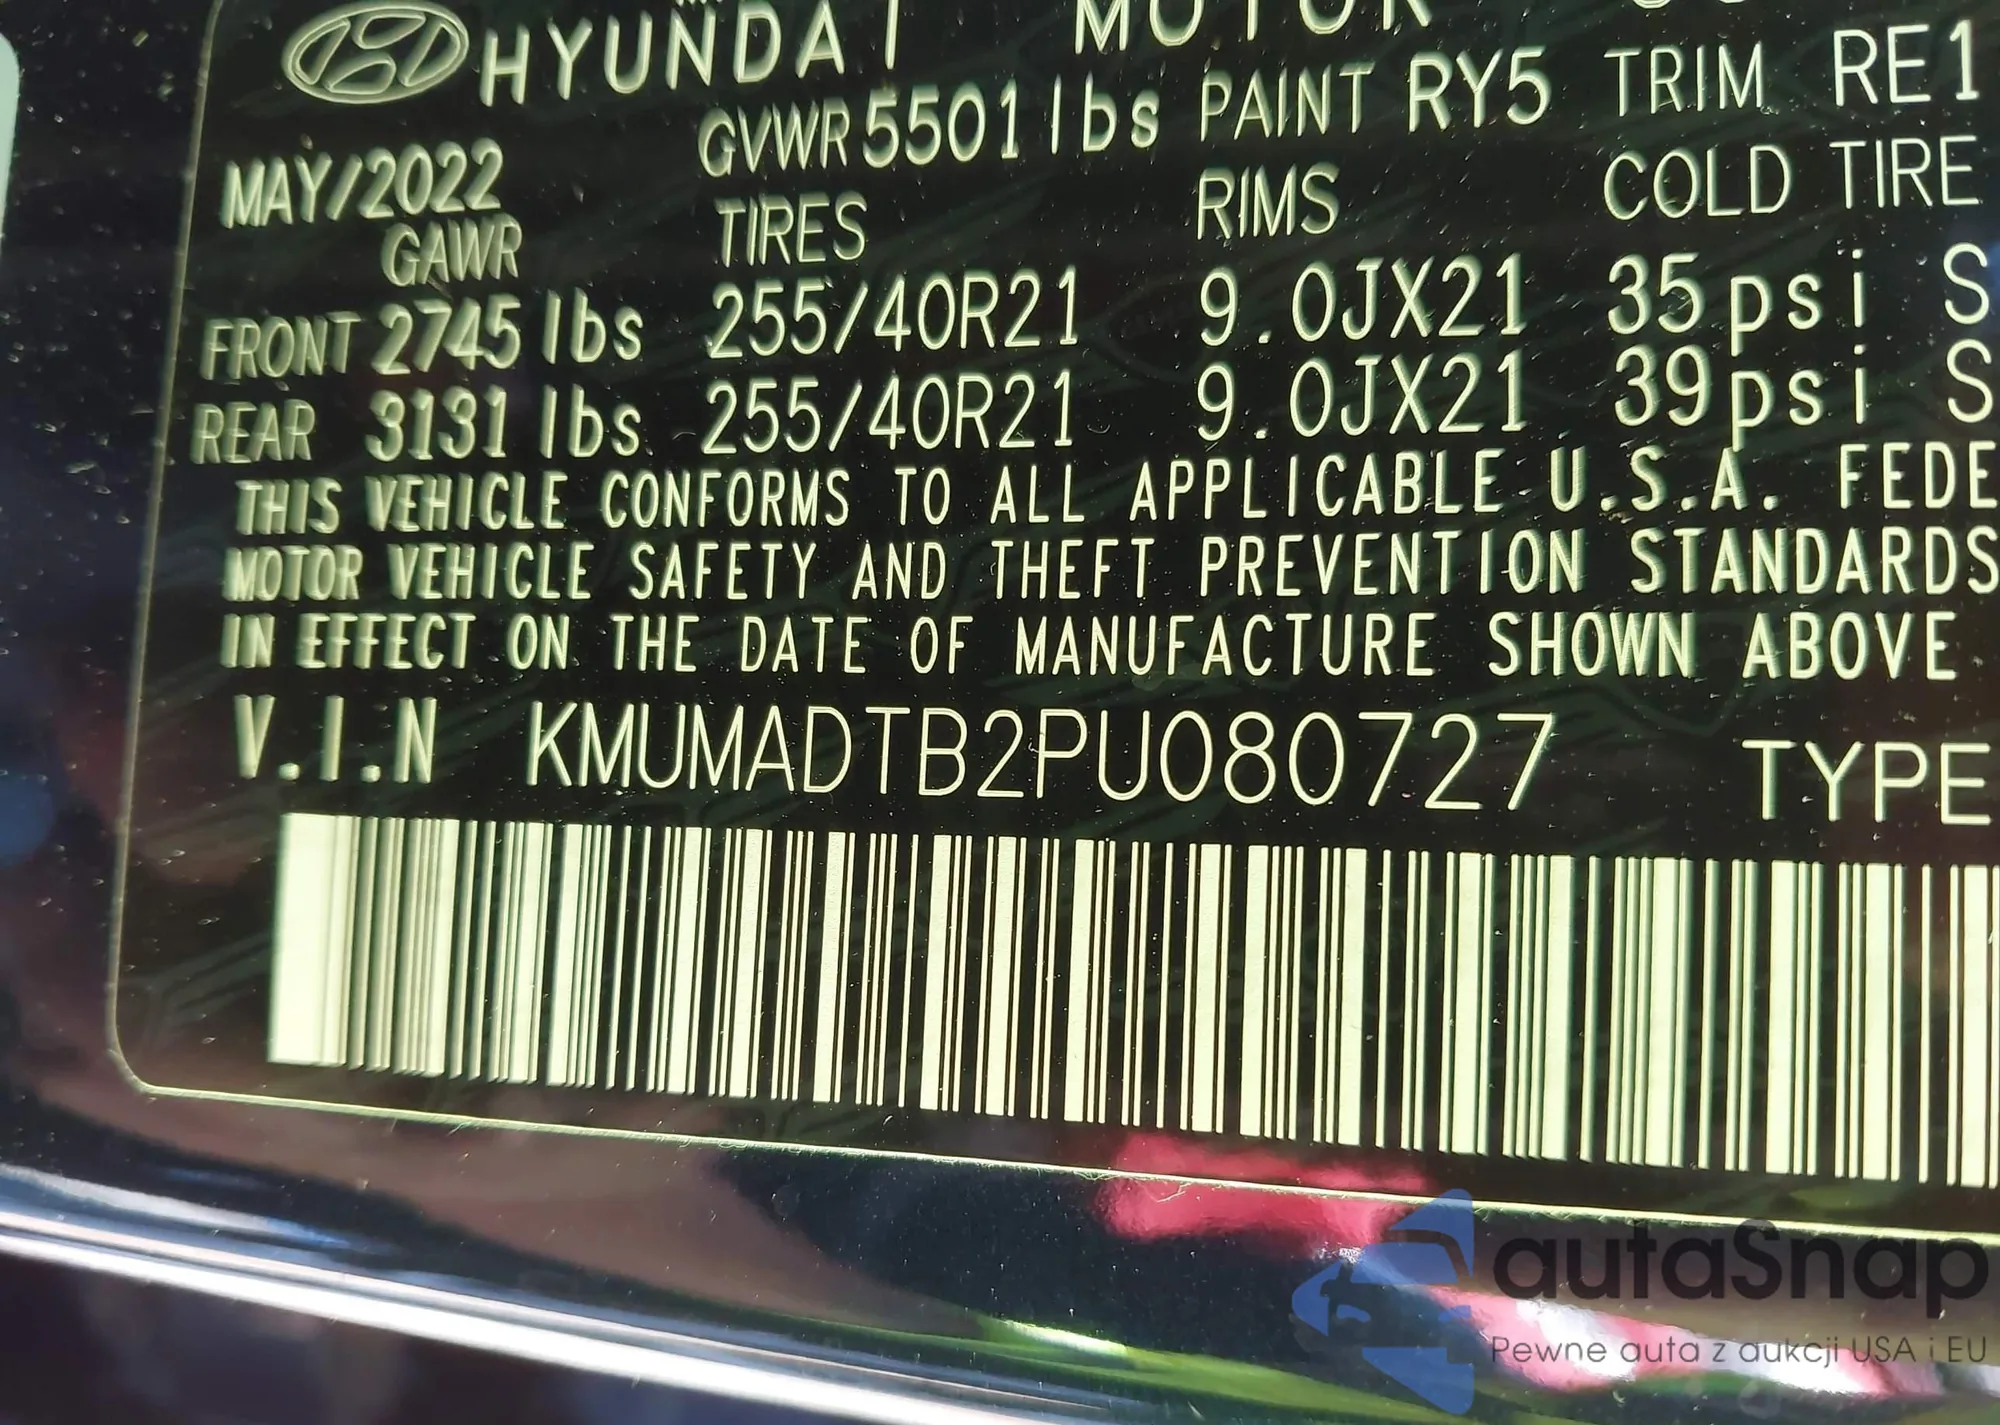 HYUNDAI MOTOR
MAY/2022 GVWR 5501 lbs PAINT RY5 TRIM RE1
GAWR TIRES RIMS COLD TIRE
FRONT 2745 lbs 255/40R21 9.0JX21 35psi S
REAR 3131 lbs 255/40R21 9.0JX21 39psi S
THIS VEHICLE CONFORMS TO ALL APPLICABLE U.S.A. FEDE
MOTOR VEHICLE SAFETY AND THEFT PREVENTION STANDARDS
IN EFFECT ON THE DATE OF MANUFACTURE SHOWN ABOVE
V.I.N KMUMADTB2PU080727 TYPE
autaSnap
Pewne auta z aukcji USA i EU